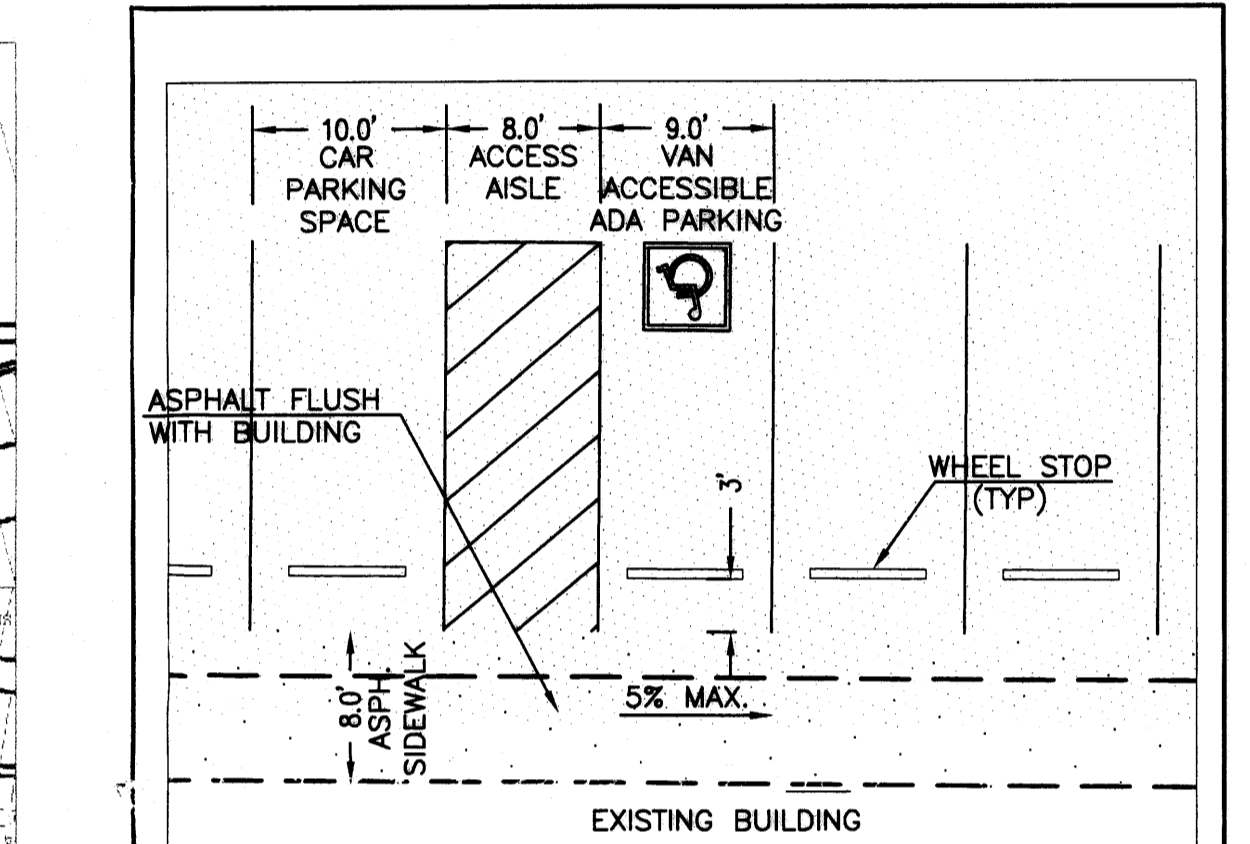 10.0'
CAR
PARKING
SPACE
8.0'
ACCESS
AISLE
9.0'
VAN
ACCESSIBLE
ADA PARKING
ASPHALT FLUSH
WITH BUILDING
3'
WHEEL STOP
(TYP)
8.0'
ASPH.
SIDEWALK
5% MAX.
EXISTING BUILDING